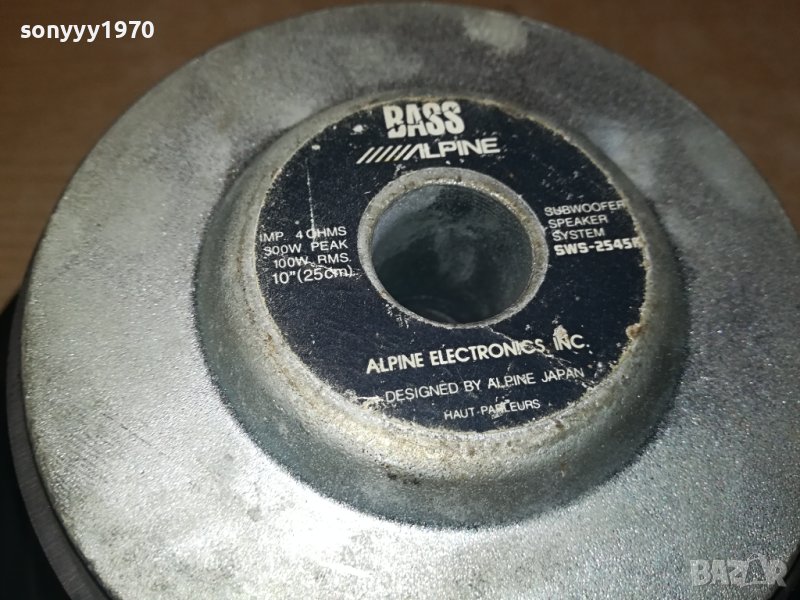 sonyyy1970
BASS
ALPINE
IMP. 4 OHMS
300W PEAK
100W RMS
10"(25cm)
SUBWOOFER
SPEAKER
SYSTEM
ALPINE ELECTRONICS, INC.
DESIGNED BY ALPINE JAPAN
HAUT-PARLEURS
BAZAR